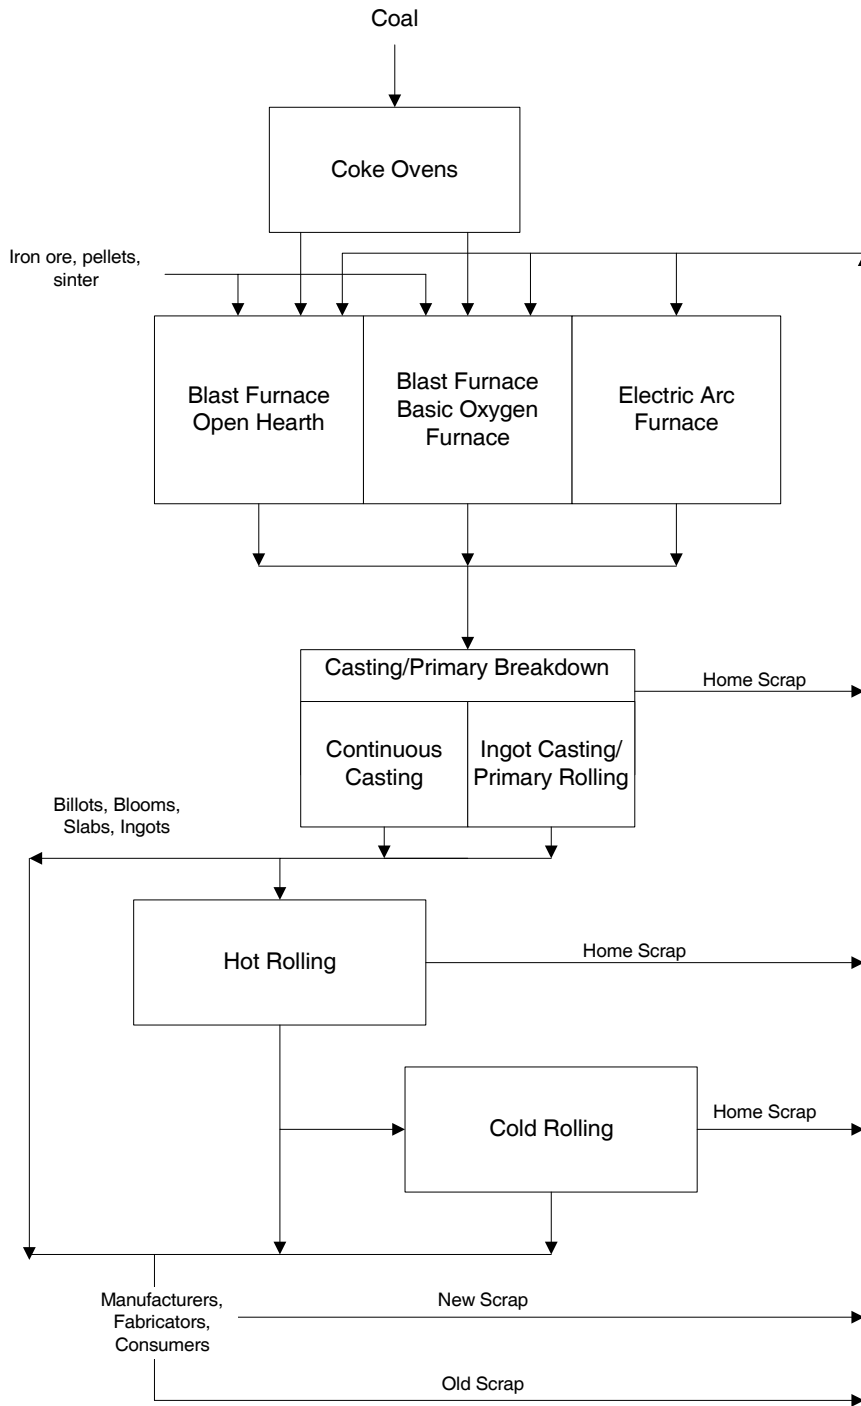 Coal
Coke Ovens
Iron ore, pellets,
sinter
Blast Furnace
Open Hearth
Blast Furnace
Basic Oxygen
Furnace
Electric Arc
Furnace
Casting/Primary Breakdown
Home Scrap
Continuous
Casting
Ingot Casting/
Primary Rolling
Billots, Blooms,
Slabs, Ingots
Hot Rolling
Home Scrap
Cold Rolling
Home Scrap
Manufacturers,
Fabricators,
Consumers
New Scrap
Old Scrap